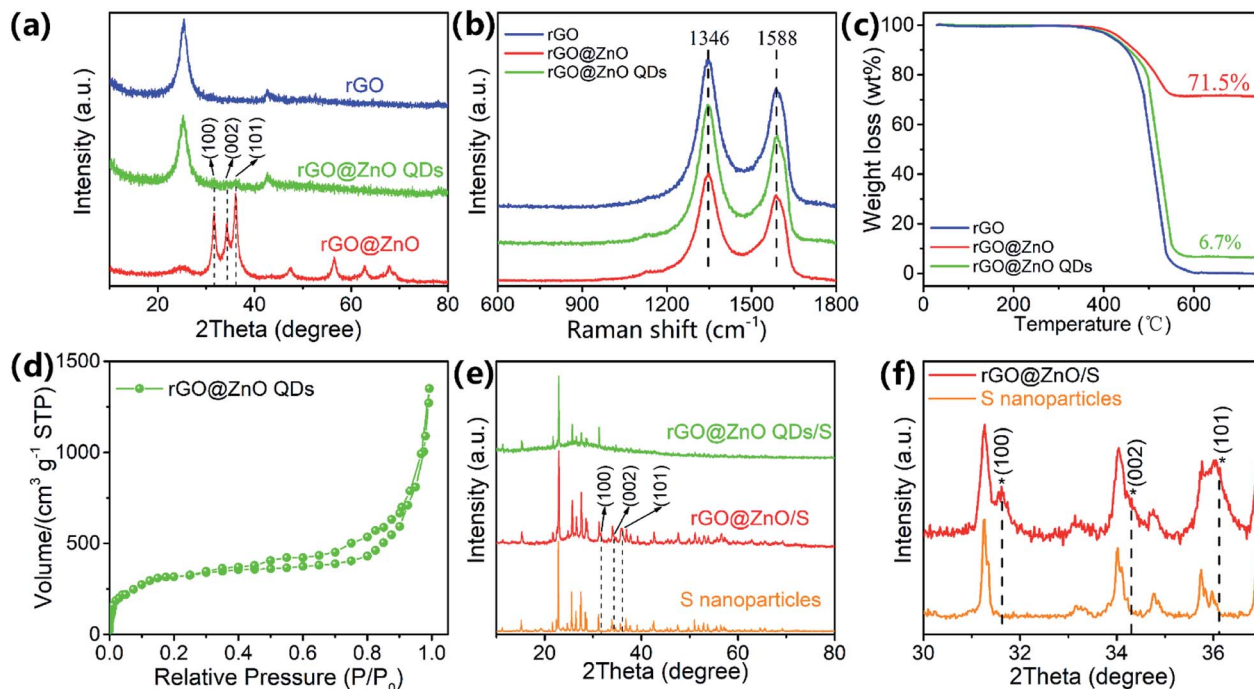 (a)
Intensity (a.u.)
rGO
(100)
(002)
(101)
rGO@ZnO QDs
rGO@ZnO
20 40 60 80
2Theta (degree)
(b)
Intensity (a.u.)
rGO
rGO@ZnO
rGO@ZnO QDs
1346 1588
600 900 1200 1500 1800
Raman shift (cm⁻¹)
(c)
Weight loss (wt%)
100
80
60
40
20
0
71.5%
6.7%
rGO
rGO@ZnO
rGO@ZnO QDs
0 200 400 600
Temperature (℃)
(d)
Volume/(cm³ g⁻¹ STP)
1500
1000
500
0
rGO@ZnO QDs
0.0 0.2 0.4 0.6 0.8 1.0
Relative Pressure (P/P₀)
(e)
Intensity (a.u.)
rGO@ZnO QDs/S
(100)
(002)
(101)
rGO@ZnO/S
S nanoparticles
20 40 60 80
2Theta (degree)
(f)
Intensity (a.u.)
rGO@ZnO/S
S nanoparticles
*(100)
*(002)
*(101)
30 32 34 36
2Theta (degree)